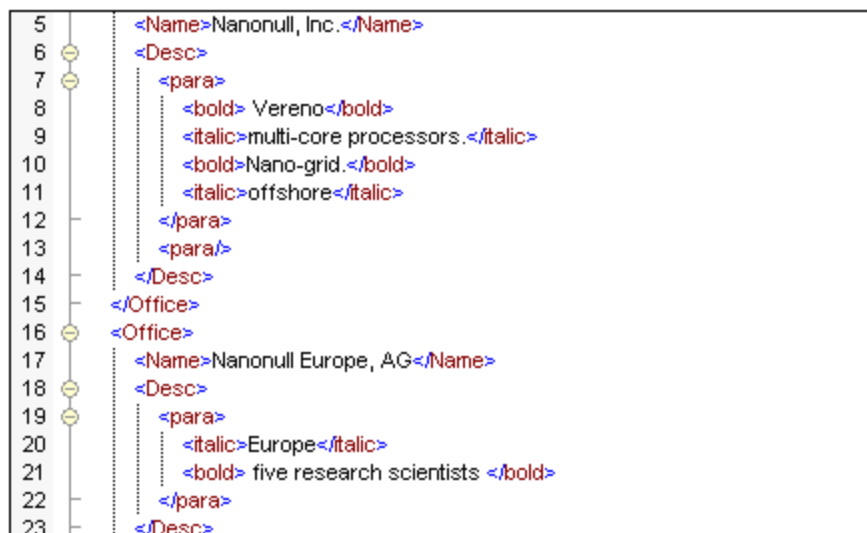 5 <Name>Nanonull, Inc.</Name>
6 <Desc>
7 <para>
8 <bold> Vereno</bold>
9 <italic>multi-core processors.</italic>
10 <bold>Nano-grid.</bold>
11 <italic>offshore</italic>
12 </para>
13 <para/>
14 </Desc>
15 </Office>
16 <Office>
17 <Name>Nanonull Europe, AG</Name>
18 <Desc>
19 <para>
20 <italic>Europe</italic>
21 <bold> five research scientists </bold>
22 </para>
23 </Desc>